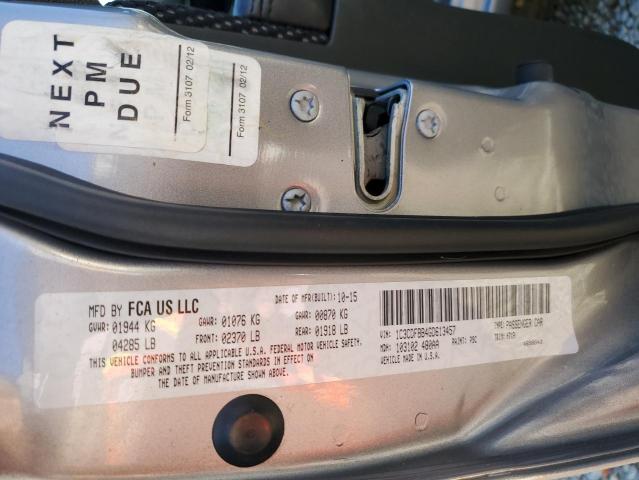 NEXT
PM
DUE
Form 3107 02/12
Form 3107 02/12
MFD BY FCA US LLC
DATE OF MFR(BUILT): 10-15
GVWR: 01944 KG
GAWR: 01076 KG
GAWR: 00870 KG
04285 LB
FRONT: 02370 LB
REAR: 01918 LB
THIS VEHICLE CONFORMS TO ALL APPLICABLE U.S.A. FEDERAL MOTOR VEHICLE SAFETY,
BUMPER AND THEFT PREVENTION STANDARDS IN EFFECT ON
THE DATE OF MANUFACTURE SHOWN ABOVE.
VIN: 1C3CDFBB4GD613457
TYPE: PASSENGER CAR
MDH: 103102 480AA
PAINT: PSC
TRIM:
VEHICLE MADE IN U.S.A.